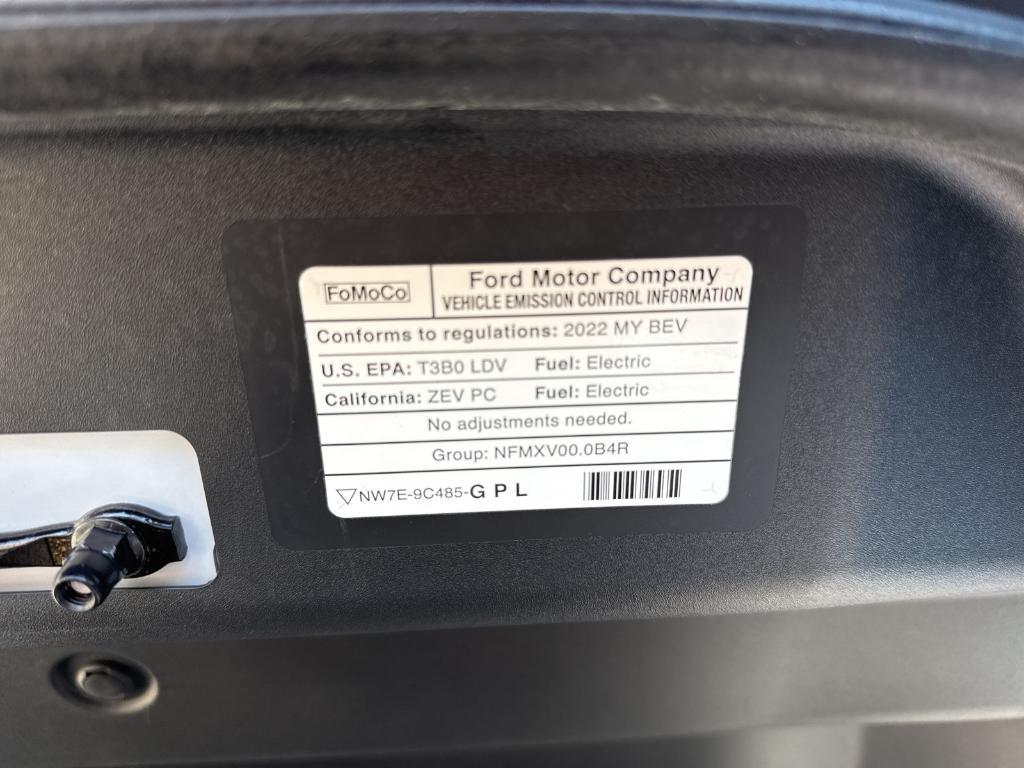 FoMoCo
Ford Motor Company
VEHICLE EMISSION CONTROL INFORMATION
Conforms to regulations: 2022 MY BEV
U.S. EPA: T3B0 LDV Fuel: Electric
California: ZEV PC Fuel: Electric
No adjustments needed.
Group: NFMXV00.0B4R
NW7E-9C485-G P L